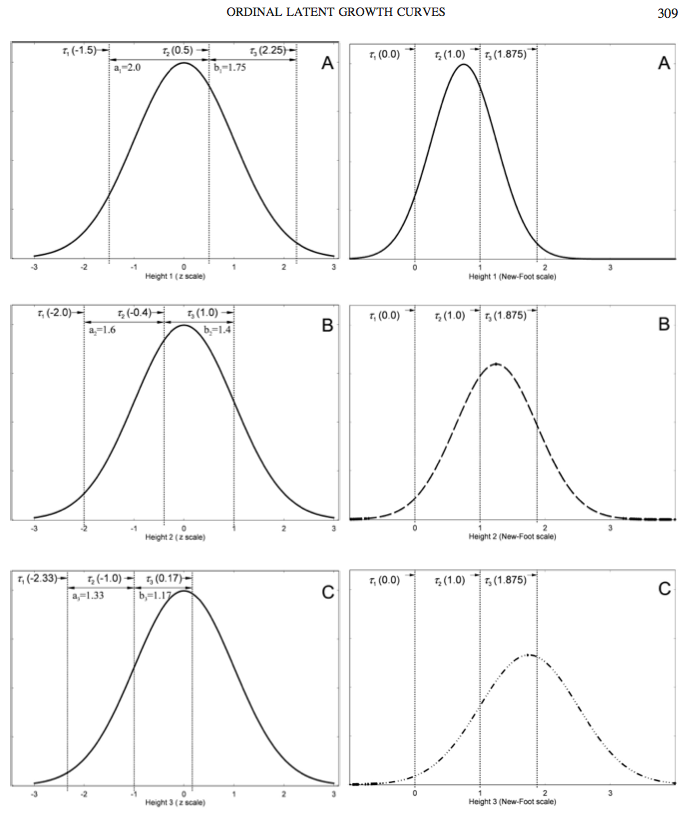 ORDINAL LATENT GROWTH CURVES 309
τ₁ (-1.5) τ₂ (0.5) τ₃ (2.25) A
a₁=2.0 b₁=1.75
-3 -2 -1 0 1 2 3
Height 1 (z scale)
τ₁ (0.0) τ₂ (1.0) τ₃ (1.875) A
0 1 2 3
Height 1 (New-Foot scale)
τ₁ (-2.0) τ₂ (-0.4) τ₃ (1.0) B
a₂=1.6 b₂=1.4
-3 -2 -1 0 1 2 3
Height 2 (z scale)
τ₁ (0.0) τ₂ (1.0) τ₃ (1.875) B
0 1 2 3
Height 2 (New-Foot scale)
τ₁ (-2.33) τ₂ (-1.0) τ₃ (0.17) C
a₃=1.33 b₃=1.17
-3 -2 -1 0 1 2 3
Height 3 (z scale)
τ₁ (0.0) τ₂ (1.0) τ₃ (1.875) C
0 1 2 3
Height 3 (New-Foot scale)